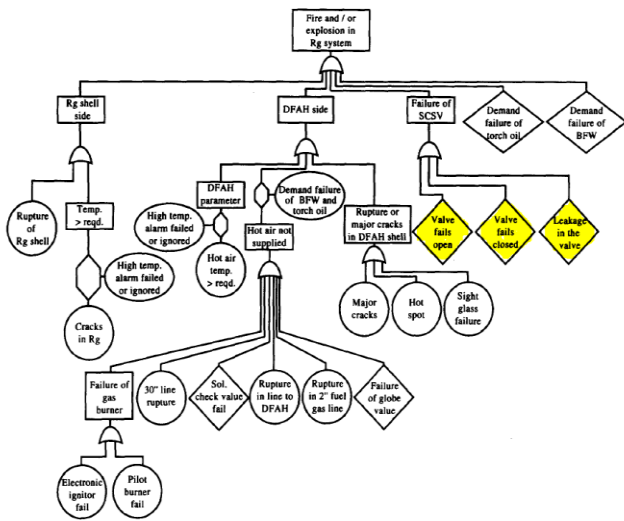 Fire and / or
explosion in
Rg system
Rg shell
side
DFAH side
Failure of
SCSV
Demand
failure of
torch oil
Demand
failure of
BFW
Rupture of
Rg shell
Temp.
> reqd.
High temp.
alarm failed
or ignored
Cracks
in Rg
DFAH
parameter
High temp.
alarm failed
or ignored
Hot air
temp.
> reqd.
Demand failure
of BFW and
torch oil
Hot air not
supplied
Rupture or
major cracks
in DFAH shell
Major
cracks
Hot
spot
Sight
glass
failure
Valve
fails
open
Valve
fails
closed
Leakage
in the
valve
Failure of
gas
burner
30" line
rupture
Sol.
check value
fail
Rupture
in line to
DFAH
Rupture
in 2" fuel
gas line
Failure
of globe
value
Electronic
ignitor
fail
Pilot
burner
fail